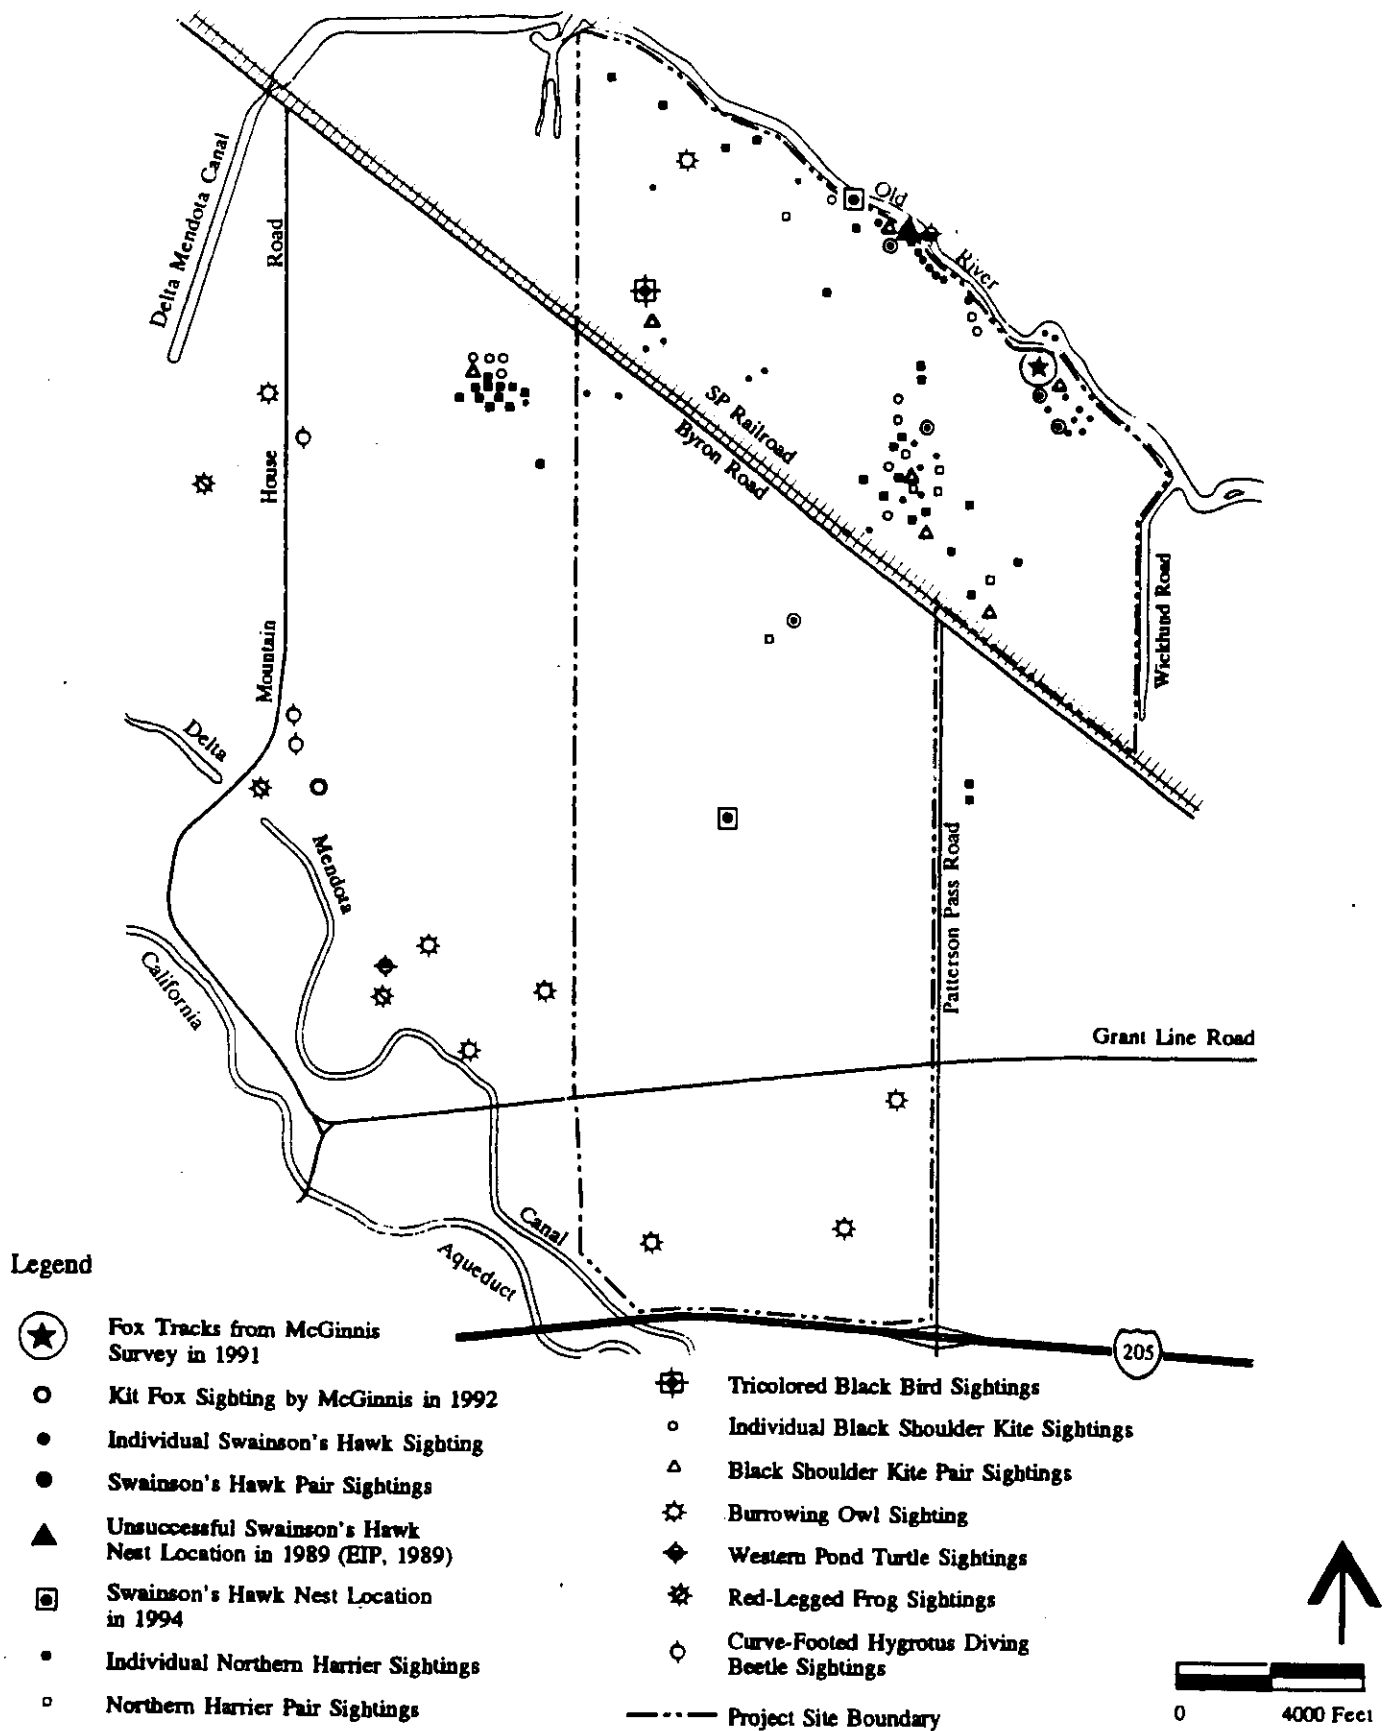 Delta Mendota Canal
Road
House
Mountain
Old
River
SP Railroad
Byron Road
Wicklund Road
Delta
Mendota
California
Patterson Pass Road
Grant Line Road
Canal
Aqueduct
205
Legend
Fox Tracks from McGinnis
Survey in 1991
Kit Fox Sighting by McGinnis in 1992
Individual Swainson's Hawk Sighting
Swainson's Hawk Pair Sightings
Unsuccessful Swainson's Hawk
Nest Location in 1989 (EIP, 1989)
Swainson's Hawk Nest Location
in 1994
Individual Northern Harrier Sightings
Northern Harrier Pair Sightings
Tricolored Black Bird Sightings
Individual Black Shoulder Kite Sightings
Black Shoulder Kite Pair Sightings
Burrowing Owl Sighting
Western Pond Turtle Sightings
Red-Legged Frog Sightings
Curve-Footed Hygrotus Diving
Beetle Sightings
Project Site Boundary
0 4000 Feet